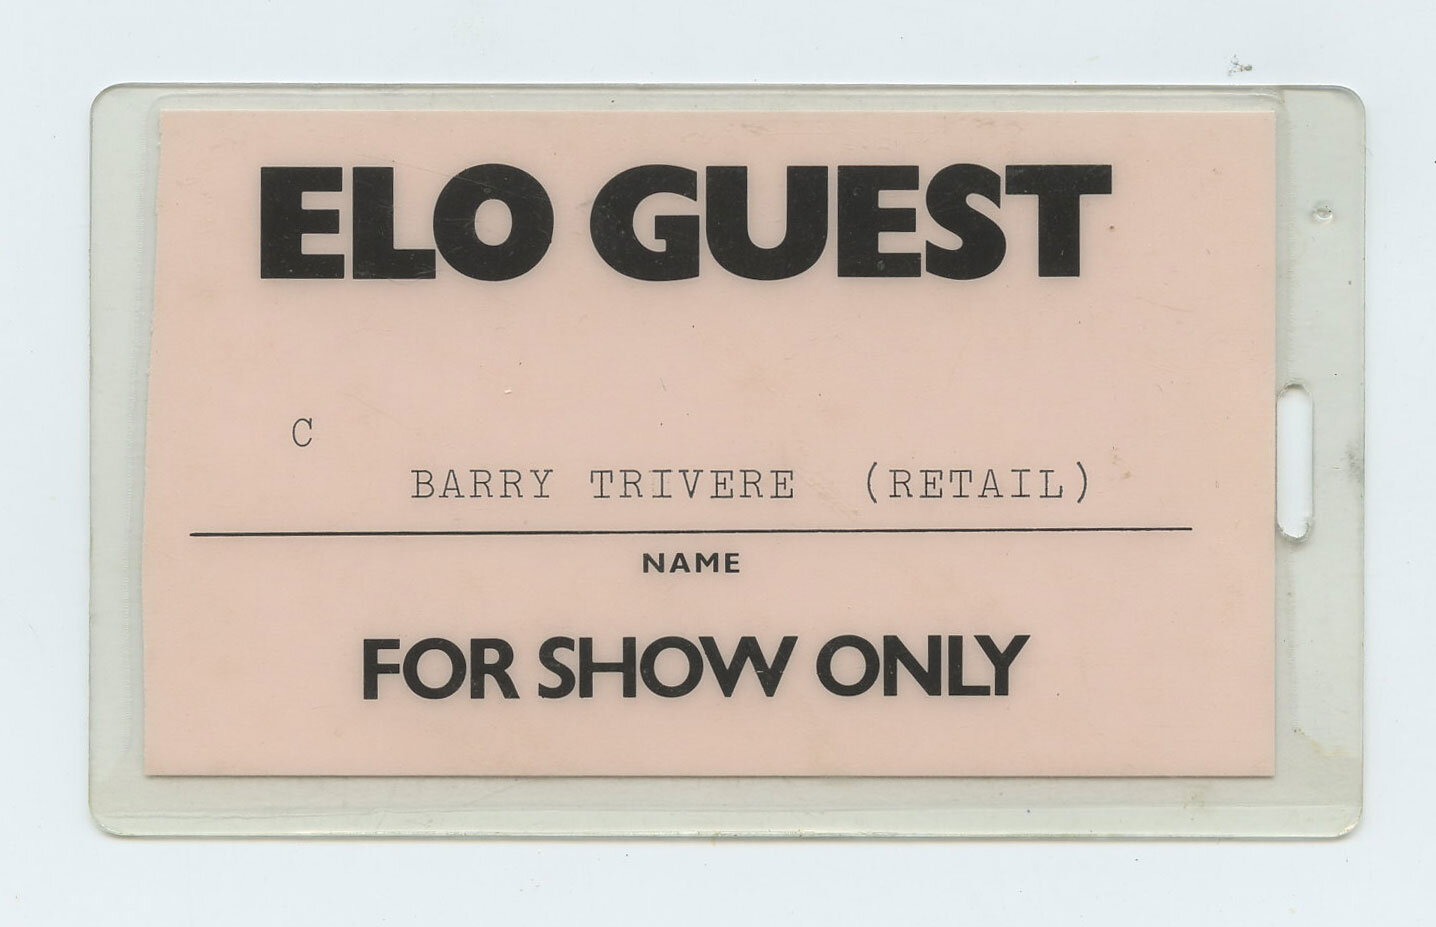 ELO GUEST
C
BARRY TRIVERE (RETAIL)
NAME
FOR SHOW ONLY